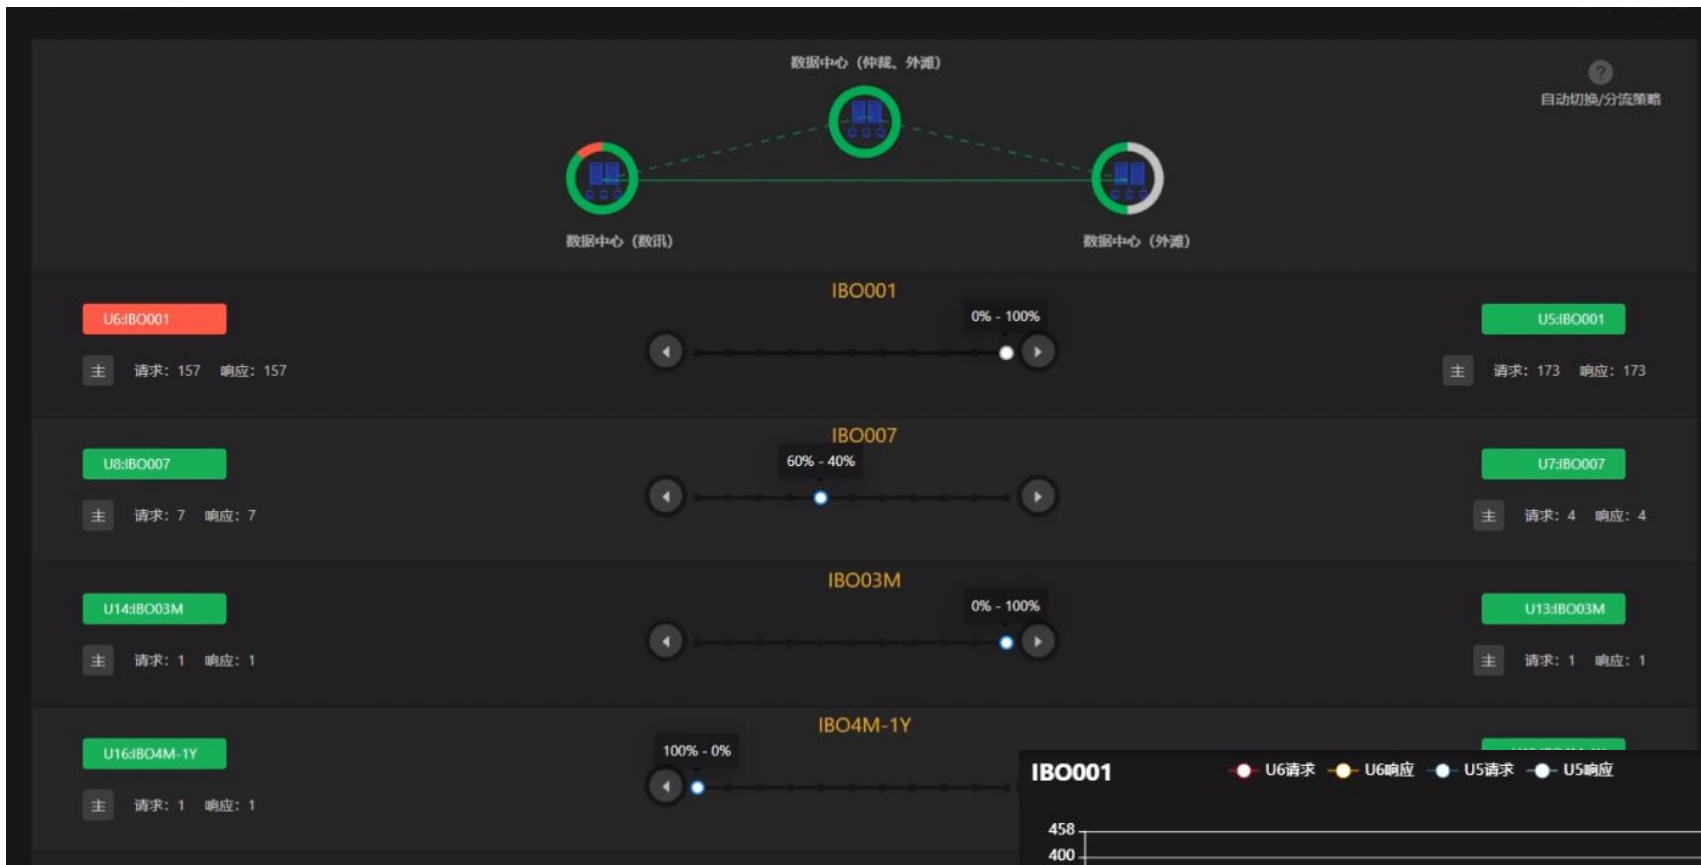 数据中心（仲裁、外滩）
?
自动切换/分流策略
数据中心（数讯）
数据中心（外滩）
IBO001
U6:IBO001
0% - 100%
U5:IBO001
主 请求：157 响应：157
主 请求：173 响应：173
IBO007
U8:IBO007
60% - 40%
U7:IBO007
主 请求：7 响应：7
主 请求：4 响应：4
IBO03M
U14:IBO03M
0% - 100%
U13:IBO03M
主 请求：1 响应：1
主 请求：1 响应：1
IBO4M-1Y
U16:IBO4M-1Y
100% - 0%
主 请求：1 响应：1
IBO001
U6请求 U6响应 U5请求 U5响应
458
400